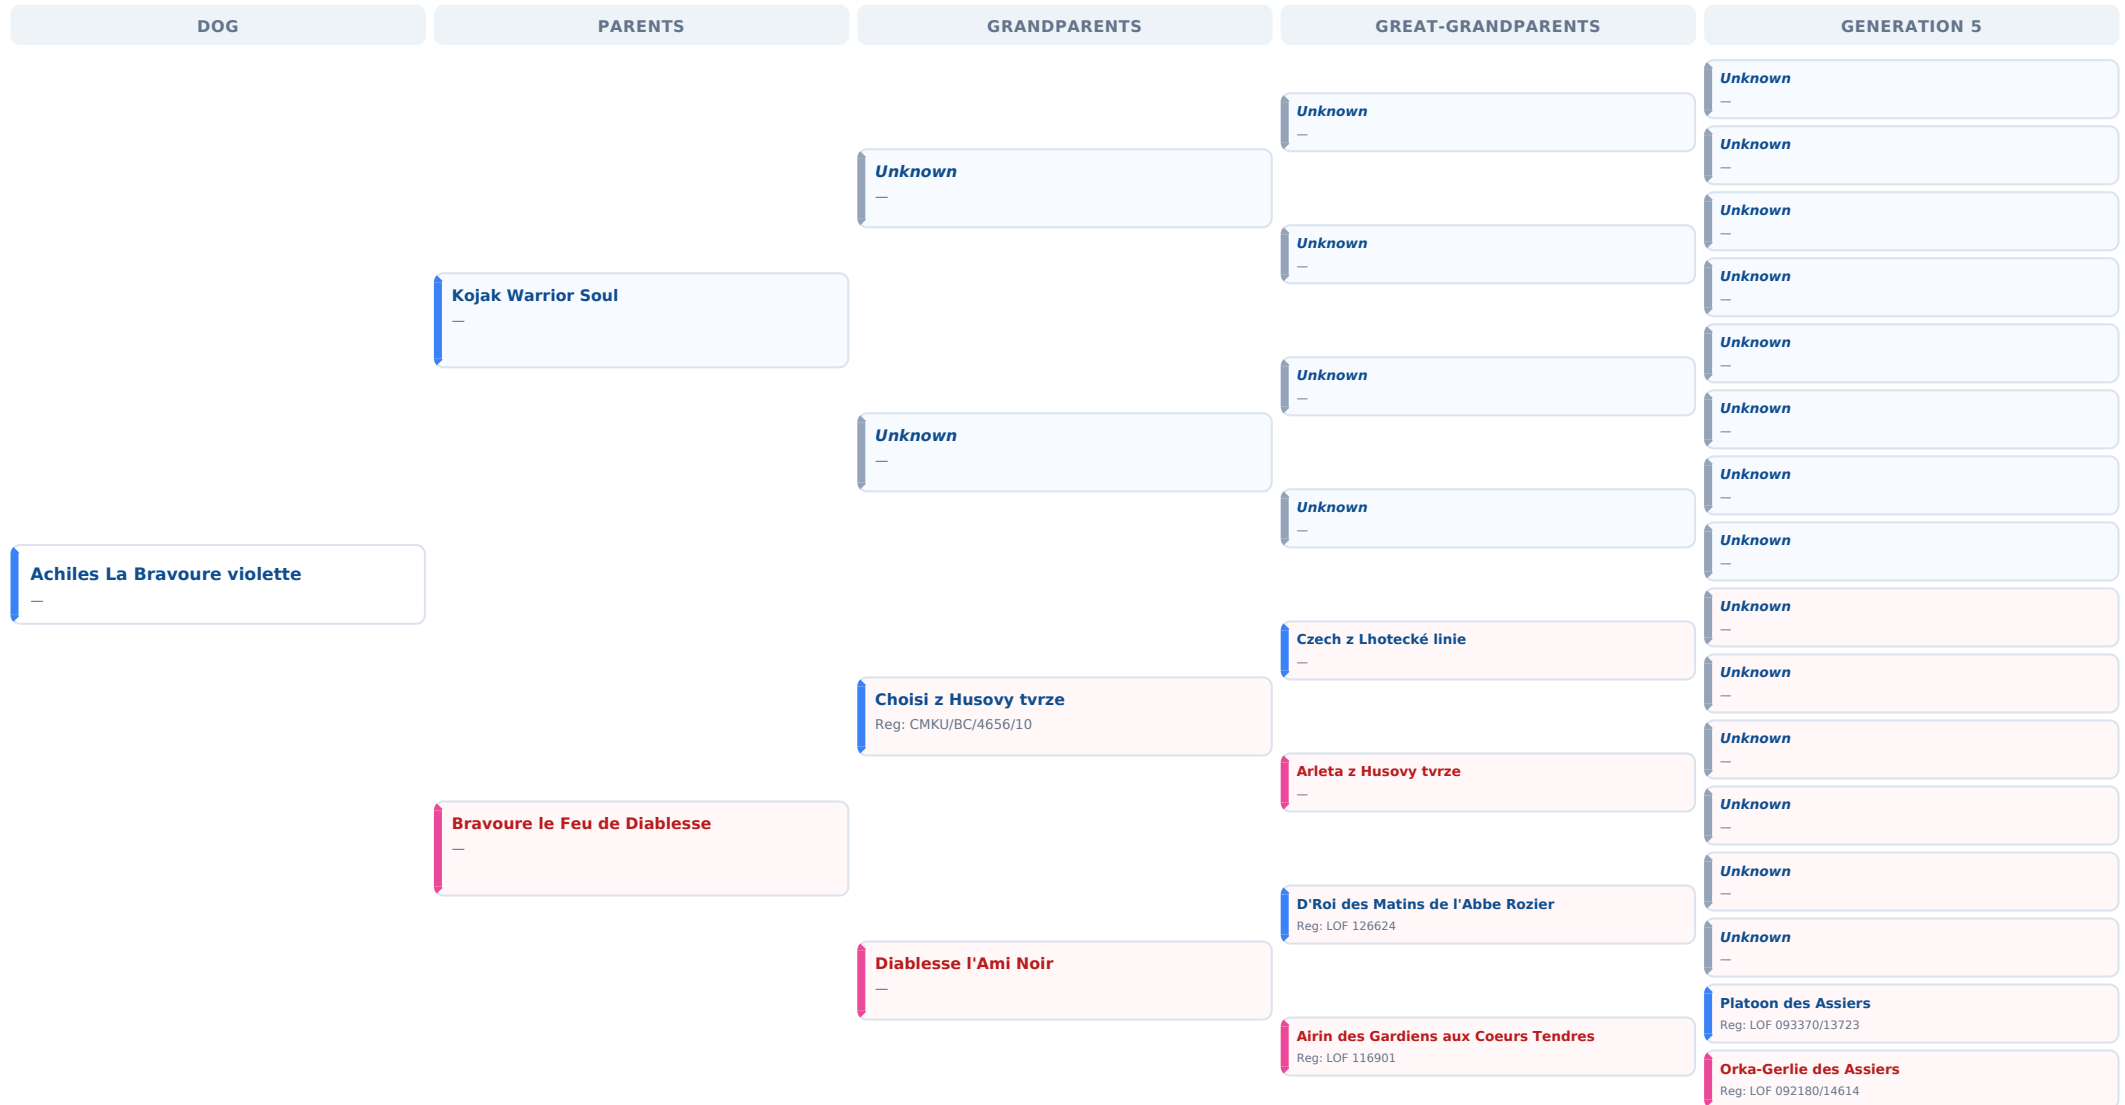 DOG
PARENTS
GRANDPARENTS
GREAT-GRANDPARENTS
GENERATION 5
Achiles La Bravoure violette
—
Kojak Warrior Soul
—
Bravoure le Feu de Diablesse
—
Unknown
—
Unknown
—
Choisi z Husovy tvrze
Reg: CMKU/BC/4656/10
Diablesse l'Ami Noir
—
Unknown
—
Unknown
—
Unknown
—
Unknown
—
Czech z Lhotecké linie
—
Arleta z Husovy tvrze
—
D'Roi des Matins de l'Abbe Rozier
Reg: LOF 126624
Airin des Gardiens aux Coeurs Tendres
Reg: LOF 116901
Unknown
—
Unknown
—
Unknown
—
Unknown
—
Unknown
—
Unknown
—
Unknown
—
Unknown
—
Unknown
—
Unknown
—
Unknown
—
Unknown
—
Unknown
—
Unknown
—
Platoon des Assiers
Reg: LOF 093370/13723
Orka-Gerlie des Assiers
Reg: LOF 092180/14614